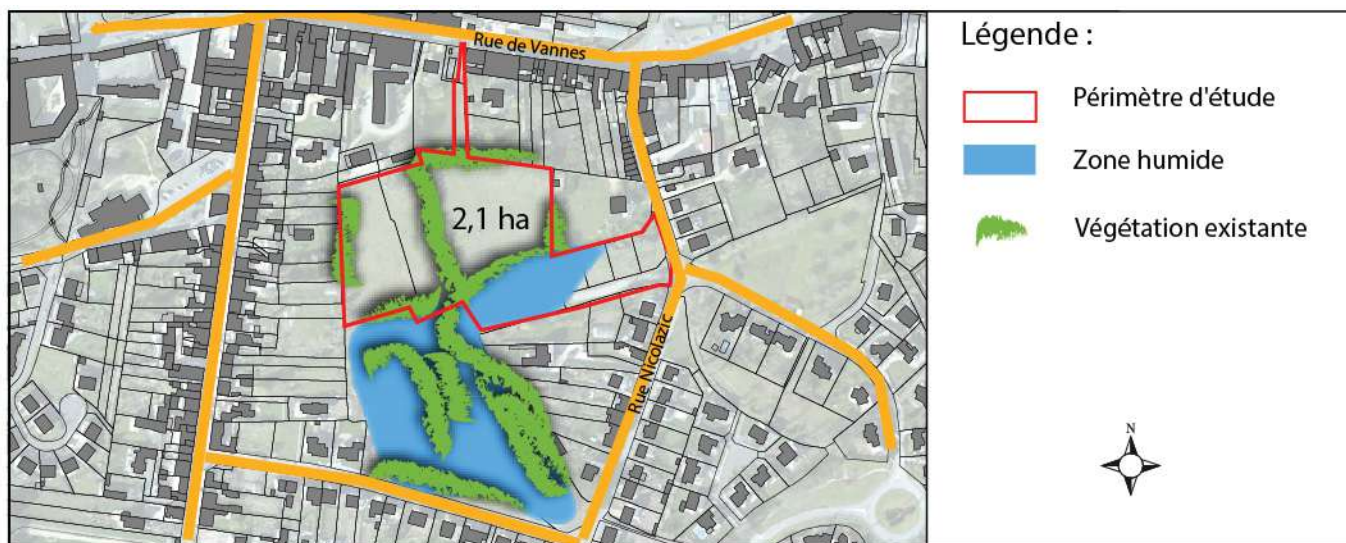 Rue de Vannes
2,1 ha
Rue Nicolazic
Légende :
Périmètre d'étude
Zone humide
Végétation existante
N